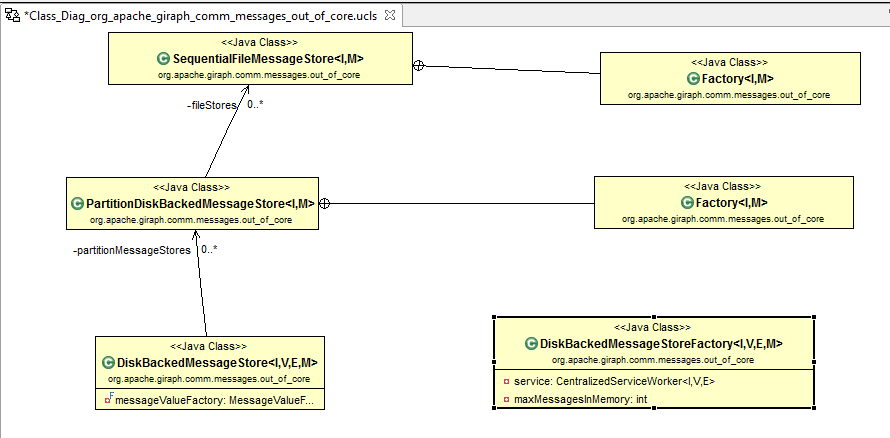 *Class_Diag_org_apache_giraph_comm_messages_out_of_core.ucls
<<Java Class>>
SequentialFileMessageStore<I,M>
org.apache.giraph.comm.messages.out_of_core
<<Java Class>>
Factory<I,M>
org.apache.giraph.comm.messages.out_of_core
-fileStores 0..*
<<Java Class>>
PartitionDiskBackedMessageStore<I,M>
org.apache.giraph.comm.messages.out_of_core
<<Java Class>>
Factory<I,M>
org.apache.giraph.comm.messages.out_of_core
-partitionMessageStores 0..*
<<Java Class>>
DiskBackedMessageStore<I,V,E,M>
org.apache.giraph.comm.messages.out_of_core
messageValueFactory: MessageValueF...
<<Java Class>>
DiskBackedMessageStoreFactory<I,V,E,M>
org.apache.giraph.comm.messages.out_of_core
service: CentralizedServiceWorker<I,V,E>
maxMessagesInMemory: int